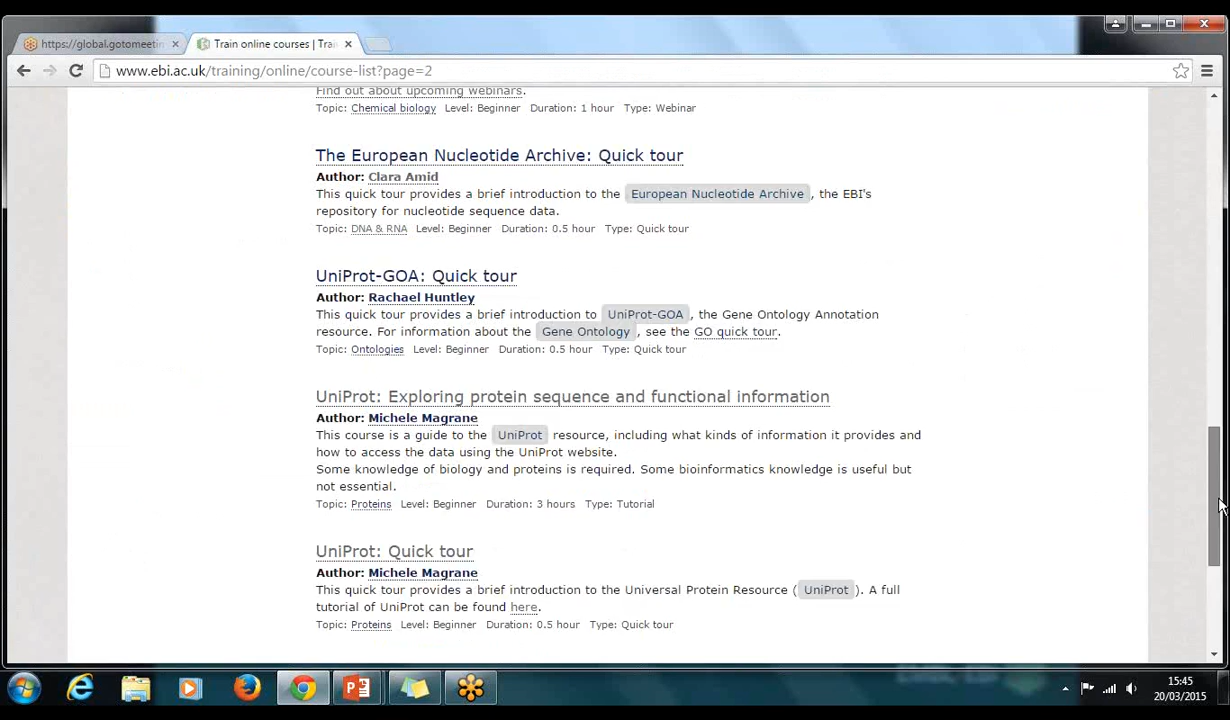 https://global.gotomeetin
Train online courses | Trai
www.ebi.ac.uk/training/online/course-list?page=2
Find out about upcoming webinars.
Topic: Chemical biology Level: Beginner Duration: 1 hour Type: Webinar
The European Nucleotide Archive: Quick tour
Author: Clara Amid
This quick tour provides a brief introduction to the European Nucleotide Archive , the EBI's
repository for nucleotide sequence data.
Topic: DNA & RNA Level: Beginner Duration: 0.5 hour Type: Quick tour
UniProt-GOA: Quick tour
Author: Rachael Huntley
This quick tour provides a brief introduction to UniProt-GOA , the Gene Ontology Annotation
resource. For information about the Gene Ontology , see the GO quick tour.
Topic: Ontologies Level: Beginner Duration: 0.5 hour Type: Quick tour
UniProt: Exploring protein sequence and functional information
Author: Michele Magrane
This course is a guide to the UniProt resource, including what kinds of information it provides and
how to access the data using the UniProt website.
Some knowledge of biology and proteins is required. Some bioinformatics knowledge is useful but
not essential.
Topic: Proteins Level: Beginner Duration: 3 hours Type: Tutorial
UniProt: Quick tour
Author: Michele Magrane
This quick tour provides a brief introduction to the Universal Protein Resource ( UniProt ). A full
tutorial of UniProt can be found here.
Topic: Proteins Level: Beginner Duration: 0.5 hour Type: Quick tour
15:45
20/03/2015